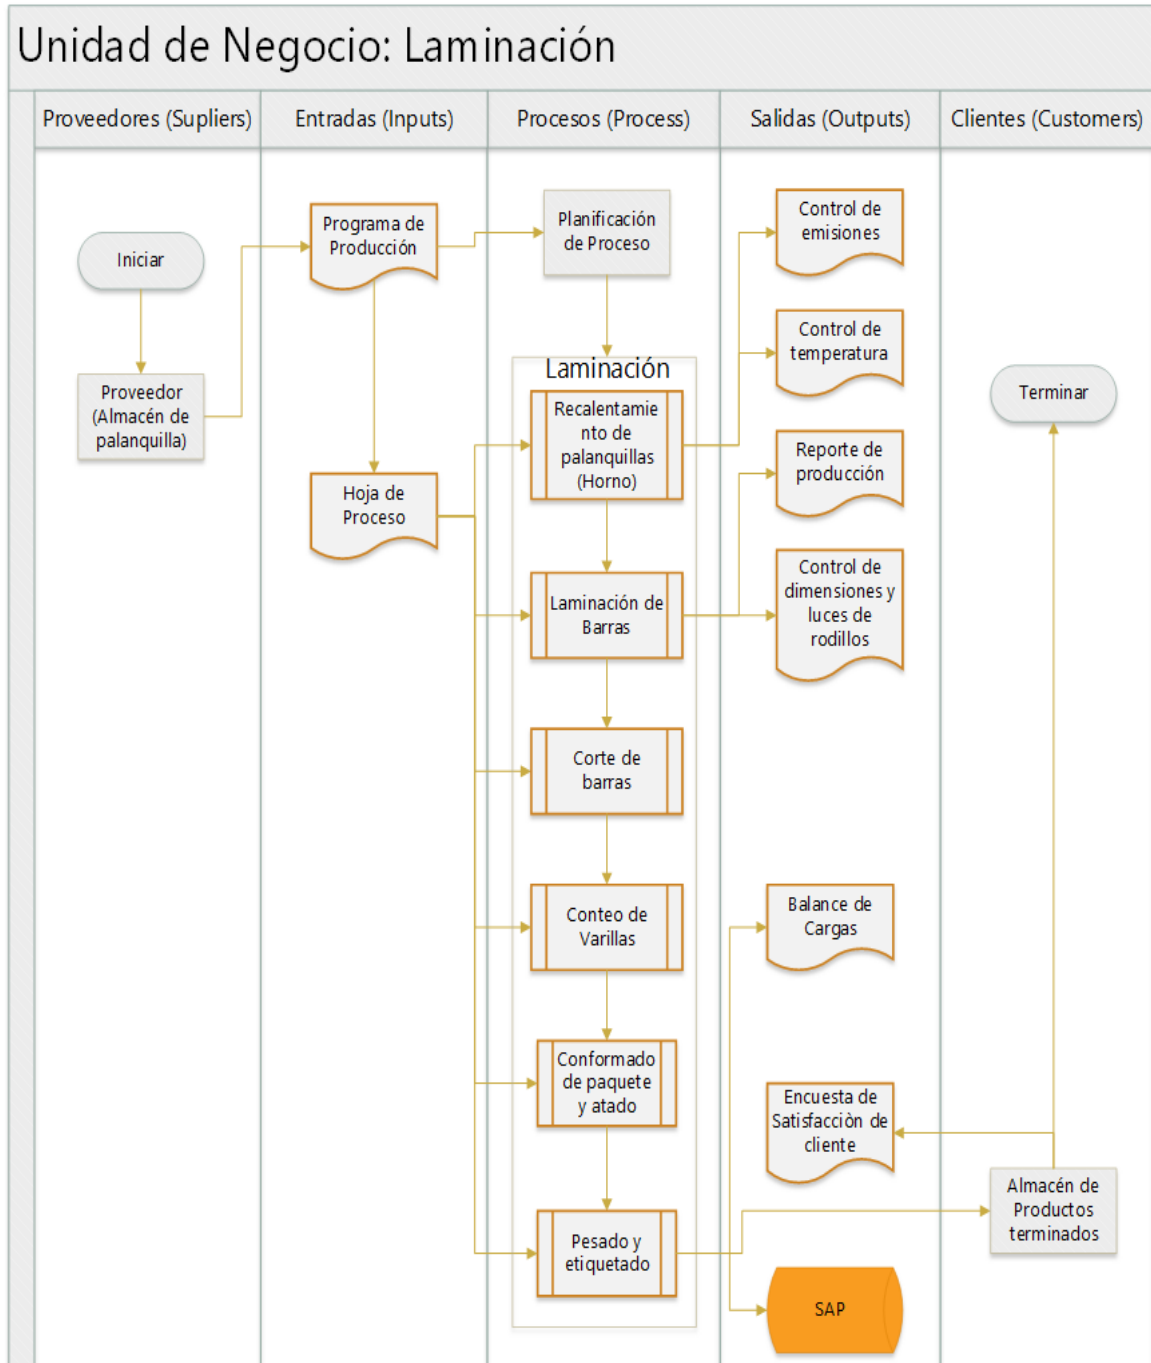 Unidad de Negocio: Laminación
Proveedores (Supliers)
Entradas (Inputs)
Procesos (Process)
Salidas (Outputs)
Clientes (Customers)
Iniciar
Proveedor
(Almacén de
palanquilla)
Programa de
Producción
Hoja de
Proceso
Planificación
de Proceso
Laminación
Recalentamie
nto de
palanquillas
(Horno)
Laminación de
Barras
Corte de
barras
Conteo de
Varillas
Conformado
de paquete
y atado
Pesado y
etiquetado
Control de
emisiones
Control de
temperatura
Reporte de
producción
Control de
dimensiones y
luces de
rodillos
Balance de
Cargas
Encuesta de
Satisfacciòn de
cliente
SAP
Terminar
Almacén de
Productos
terminados